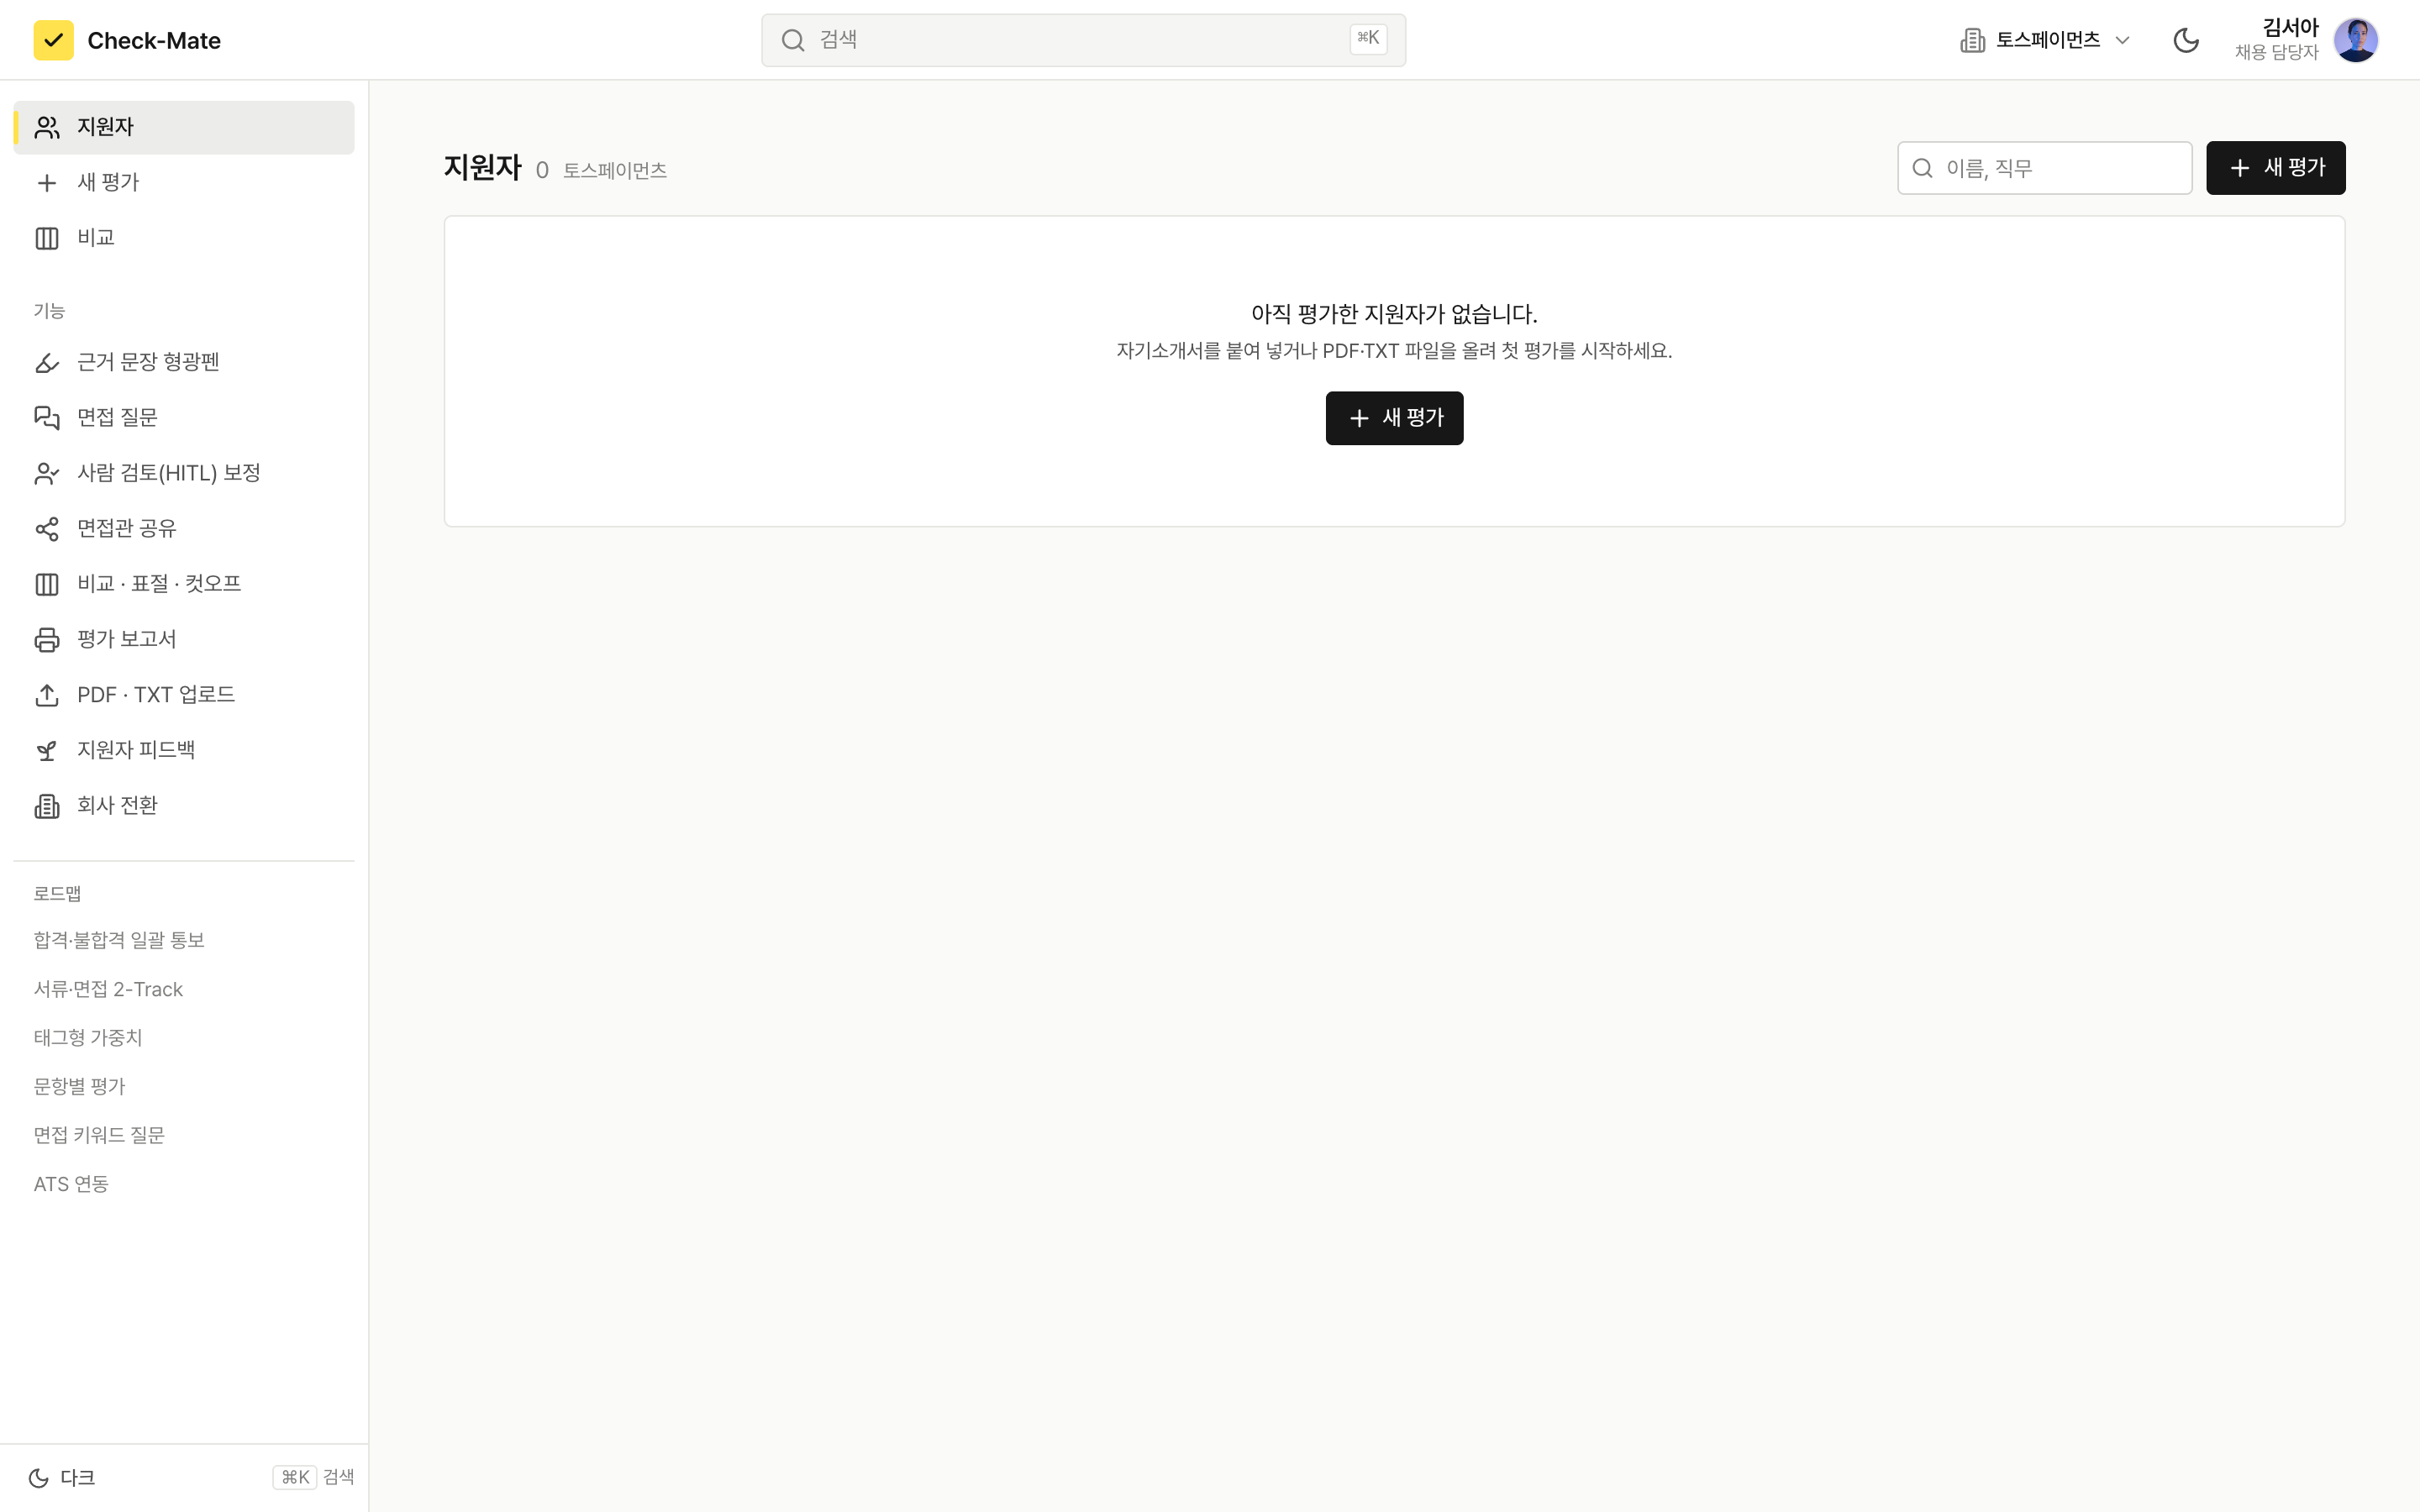 Check-Mate
검색
⌘K
토스페이먼츠
김서아
채용 담당자
지원자
새 평가
비교
기능
근거 문장 형광펜
면접 질문
사람 검토(HITL) 보정
면접관 공유
비교 · 표절 · 컷오프
평가 보고서
PDF · TXT 업로드
지원자 피드백
회사 전환
로드맵
합격·불합격 일괄 통보
서류·면접 2-Track
태그형 가중치
문항별 평가
면접 키워드 질문
ATS 연동
다크
⌘K 검색
지원자 0 토스페이먼츠
이름, 직무
새 평가
아직 평가한 지원자가 없습니다.
자기소개서를 붙여 넣거나 PDF·TXT 파일을 올려 첫 평가를 시작하세요.
새 평가